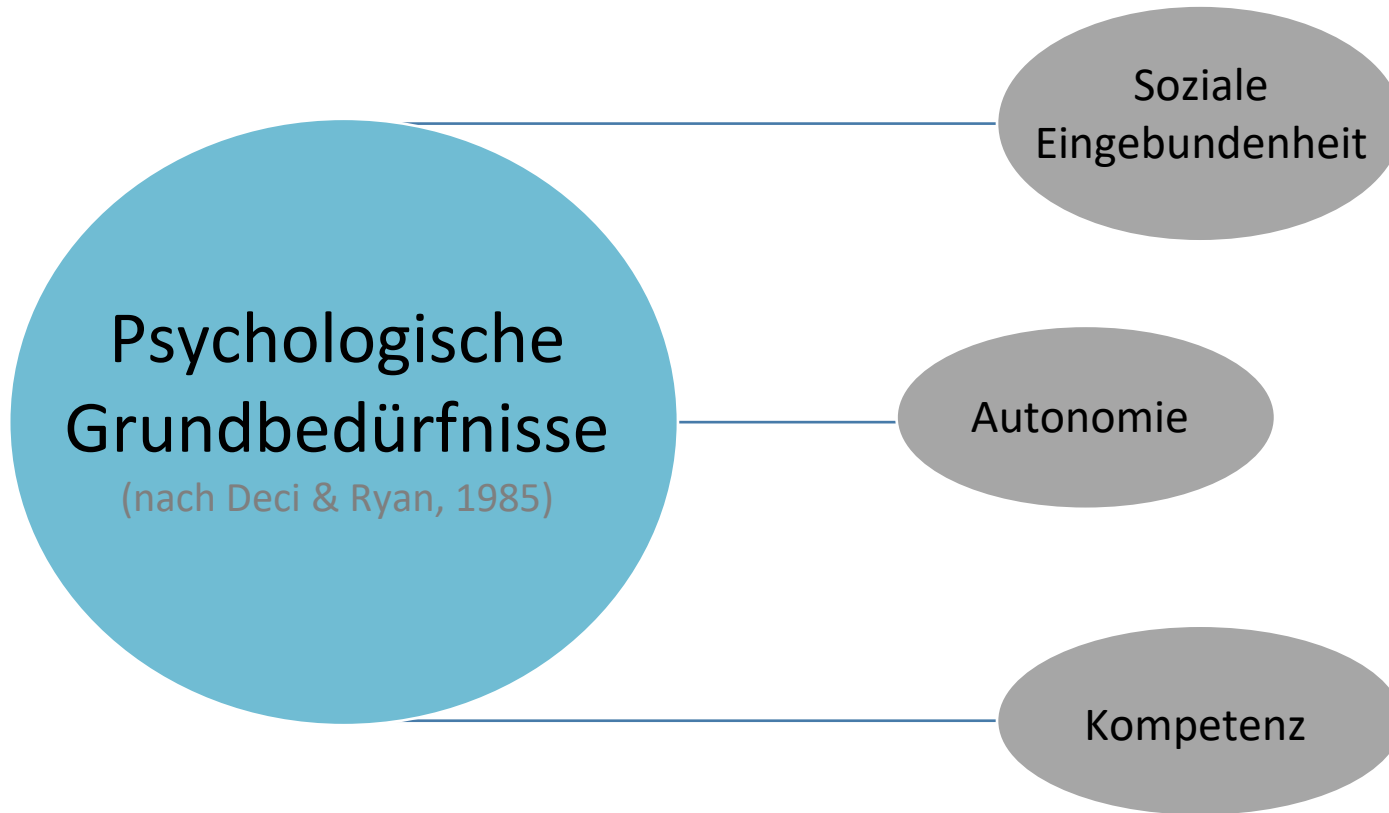 Psychologische
Grundbedürfnisse
(nach Deci & Ryan, 1985)
Soziale
Eingebundenheit
Autonomie
Kompetenz